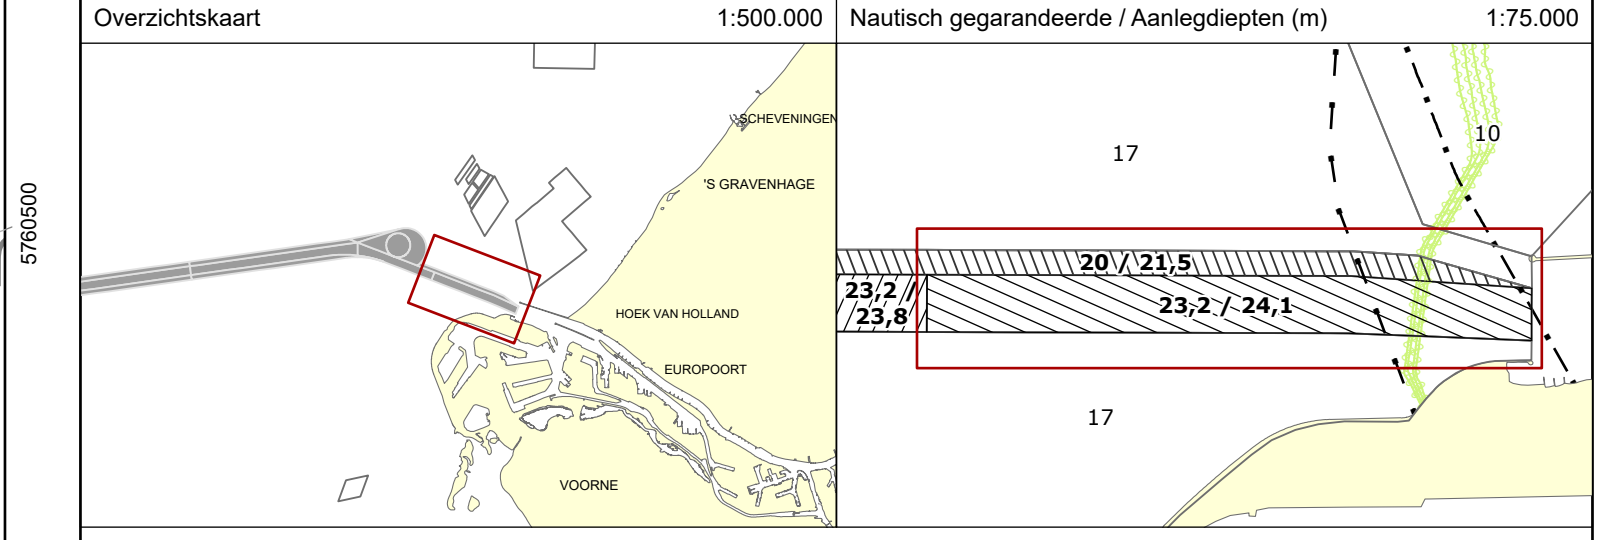 Overzichtskaart
1:500.000
Nautisch gegarandeerde / Aanlegdiepten (m)
1:75.000
5760500
SCHEVENINGEN
'S GRAVENHAGE
HOEK VAN HOLLAND
EUROPOORT
VOORNE
17
10
20 / 21,5
23,2 /
23,8
23,2 / 24,1
17